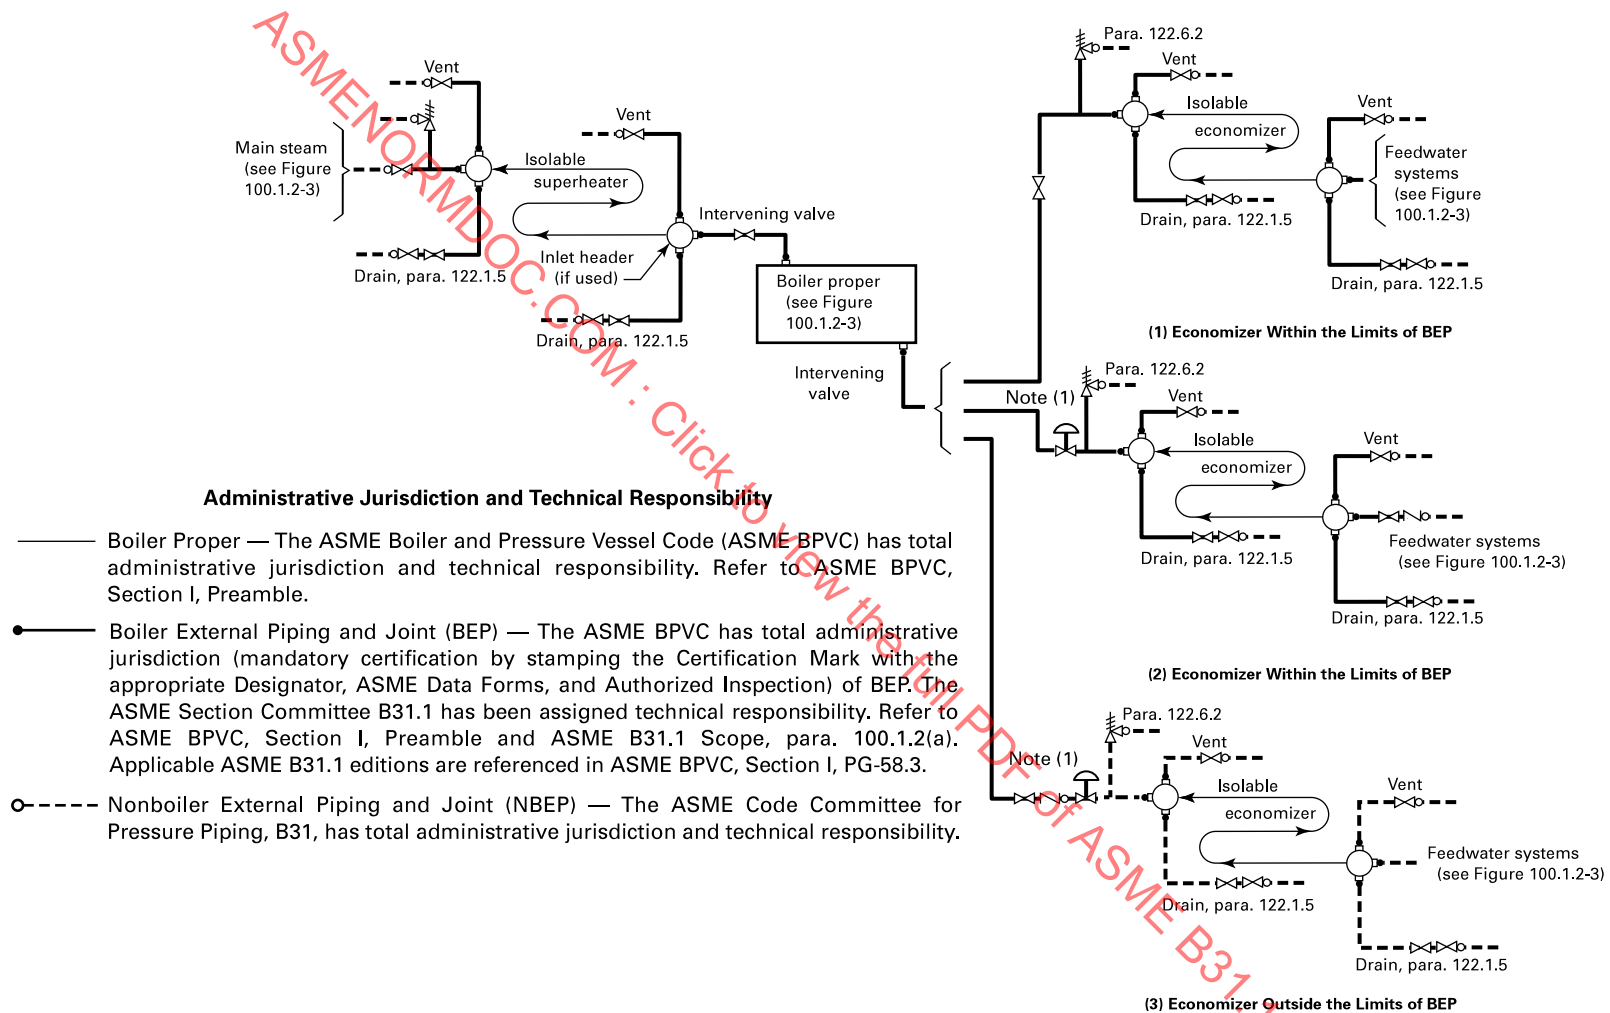 Vent
Main steam
(see Figure
100.1.2-3)
Isolable
superheater
Drain, para. 122.1.5
Vent
Intervening valve
Inlet header
(if used)
Drain, para. 122.1.5
Boiler proper
(see Figure
100.1.2-3)
Intervening
valve
Para. 122.6.2
Vent
Isolable
economizer
Drain, para. 122.1.5
Vent
Feedwater
systems
(see Figure
100.1.2-3)
Drain, para. 122.1.5
(1) Economizer Within the Limits of BEP
Note (1)
Para. 122.6.2
Vent
Isolable
economizer
Drain, para. 122.1.5
Vent
Feedwater systems
(see Figure 100.1.2-3)
Drain, para. 122.1.5
(2) Economizer Within the Limits of BEP
Note (1)
Para. 122.6.2
Vent
Isolable
economizer
Drain, para. 122.1.5
Vent
Feedwater systems
(see Figure 100.1.2-3)
Drain, para. 122.1.5
(3) Economizer Outside the Limits of BEP
Administrative Jurisdiction and Technical Responsibility
Boiler Proper — The ASME Boiler and Pressure Vessel Code (ASME BPVC) has total
administrative jurisdiction and technical responsibility. Refer to ASME BPVC,
Section I, Preamble.
Boiler External Piping and Joint (BEP) — The ASME BPVC has total administrative
jurisdiction (mandatory certification by stamping the Certification Mark with the
appropriate Designator, ASME Data Forms, and Authorized Inspection) of BEP. The
ASME Section Committee B31.1 has been assigned technical responsibility. Refer to
ASME BPVC, Section I, Preamble and ASME B31.1 Scope, para. 100.1.2(a).
Applicable ASME B31.1 editions are referenced in ASME BPVC, Section I, PG-58.3.
Nonboiler External Piping and Joint (NBEP) — The ASME Code Committee for
Pressure Piping, B31, has total administrative jurisdiction and technical responsibility.
ASMENORMDOC.COM : Click to view the full PDF of ASME B31.